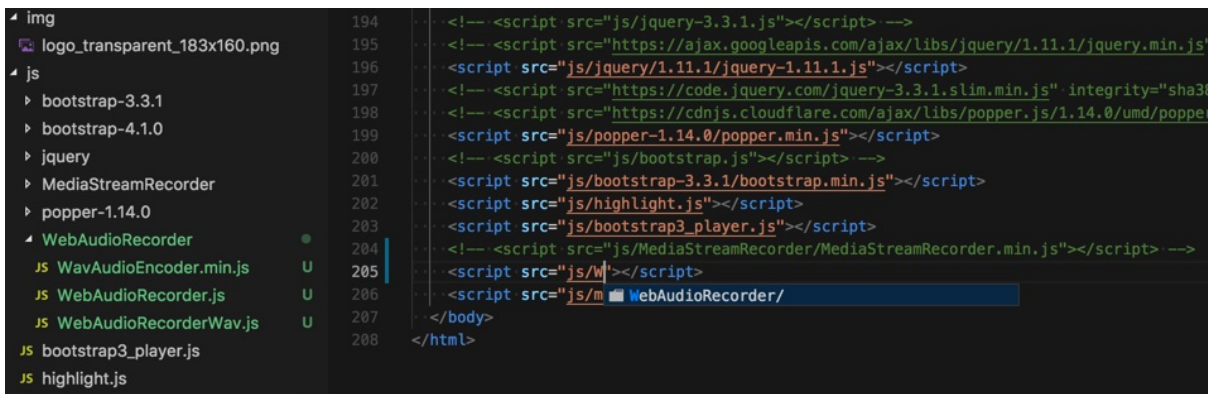 img
logo_transparent_183x160.png
js
bootstrap-3.3.1
bootstrap-4.1.0
jquery
MediaStreamRecorder
popper-1.14.0
WebAudioRecorder
JS WavAudioEncoder.min.js U
JS WebAudioRecorder.js U
JS WebAudioRecorderWav.js U
JS bootstrap3_player.js
JS highlight.js
194 <!-- <script src="js/jquery-3.3.1.js"></script> -->
195 <!-- <script src="https://ajax.googleapis.com/ajax/libs/jquery/1.11.1/jquery.min.js"
196 <script src="js/jquery/1.11.1/jquery-1.11.1.js"></script>
197 <!-- <script src="https://code.jquery.com/jquery-3.3.1.slim.min.js" integrity="sha38
198 <!-- <script src="https://cdnjs.cloudflare.com/ajax/libs/popper.js/1.14.0/umd/popper
199 <script src="js/popper-1.14.0/popper.min.js"></script>
200 <!-- <script src="js/bootstrap.js"></script> -->
201 <script src="js/bootstrap-3.3.1/bootstrap.min.js"></script>
202 <script src="js/highlight.js"></script>
203 <script src="js/bootstrap3_player.js"></script>
204 <!-- <script src="js/MediaStreamRecorder/MediaStreamRecorder.min.js"></script> -->
205 <script src="js/W"></script>
206 <script src="js/m WebAudioRecorder/
207 </body>
208 </html>